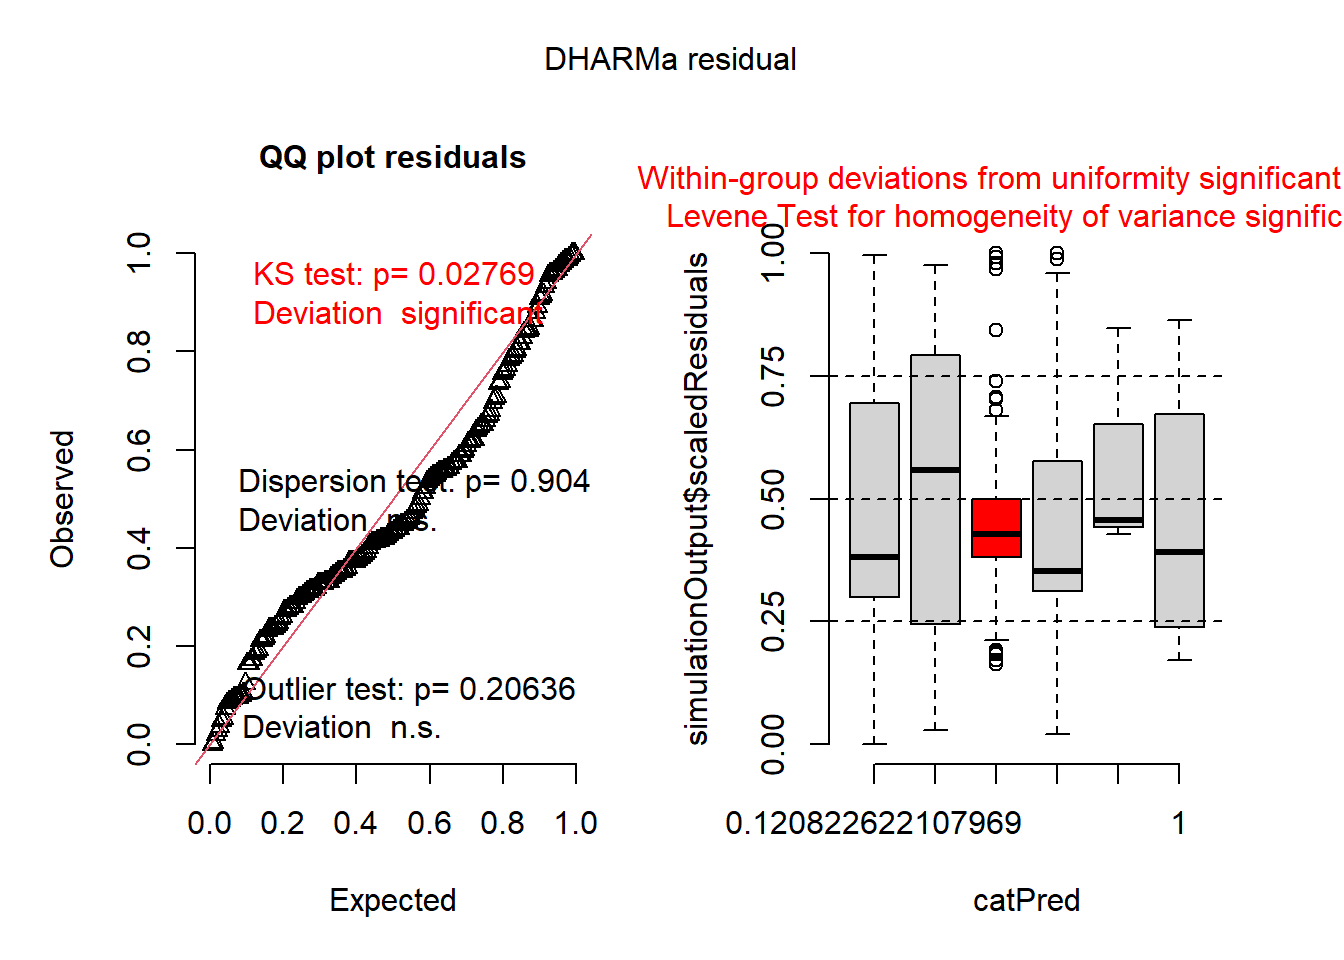 DHARMa residual
QQ plot residuals
KS test: p= 0.02769
Deviation  significant
Dispersion test: p= 0.904
Deviation  n.s.
Outlier test: p= 0.20636
Deviation  n.s.
Observed
0.0 0.2 0.4 0.6 0.8 1.0
0.0 0.2 0.4 0.6 0.8 1.0
Expected
Within-group deviations from uniformity significant
Levene Test for homogeneity of variance signific
simulationOutput$scaledResiduals
0.00 0.25 0.50 0.75 1.00
0.120822622107969 1
catPred